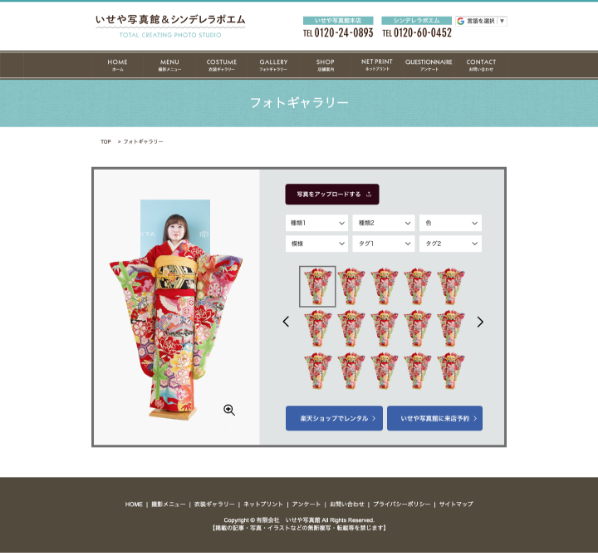 いせや写真館&シンデレラポエム
TOTAL CREATING PHOTO STUDIO
いせや写真館本店
TEL 0120-24-0893
シンデレラポエム
TEL 0120-60-0452
G 言語を選択 ▼
HOME
ホーム
MENU
撮影メニュー
COSTUME
衣装ギャラリー
GALLERY
フォトギャラリー
SHOP
店舗案内
NET PRINT
ネットプリント
QUESTIONNAIRE
アンケート
CONTACT
お問い合わせ
フォトギャラリー
TOP > フォトギャラリー
写真をアップロードする
種類1 種類2 色
模様 タグ1 タグ2
楽天ショップでレンタル
いせや写真館に来店予約
HOME | 撮影メニュー | 衣装ギャラリー | ネットプリント | アンケート | お問い合わせ | プライバシーポリシー | サイトマップ
Copyright © 有限会社 いせや写真館 All Rights Reserved.
【掲載の記事・写真・イラストなどの無断複写・転載等を禁じます】